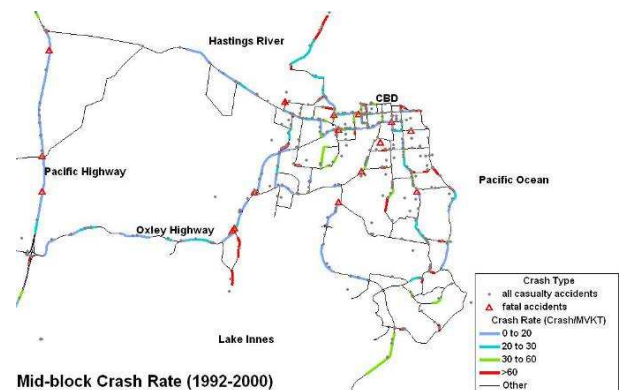 Hastings River
CBD
Pacific Highway
Pacific Ocean
Oxley Highway
Lake Innes
Crash Type
all casualty accidents
fatal accidents
Crash Rate (Crash/MVKT)
0 to 20
20 to 30
30 to 60
>60
Other
Mid-block Crash Rate (1992-2000)